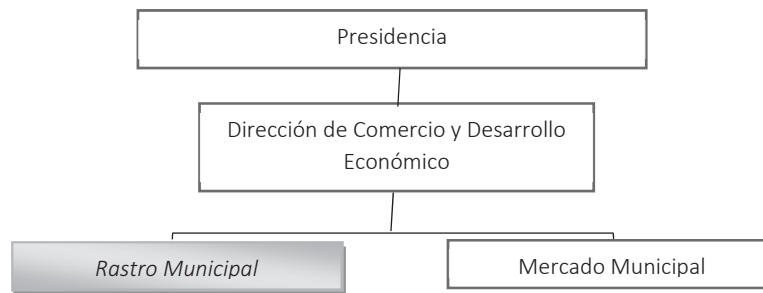 Presidencia
Dirección de Comercio y Desarrollo
Económico
Rastro Municipal
Mercado Municipal